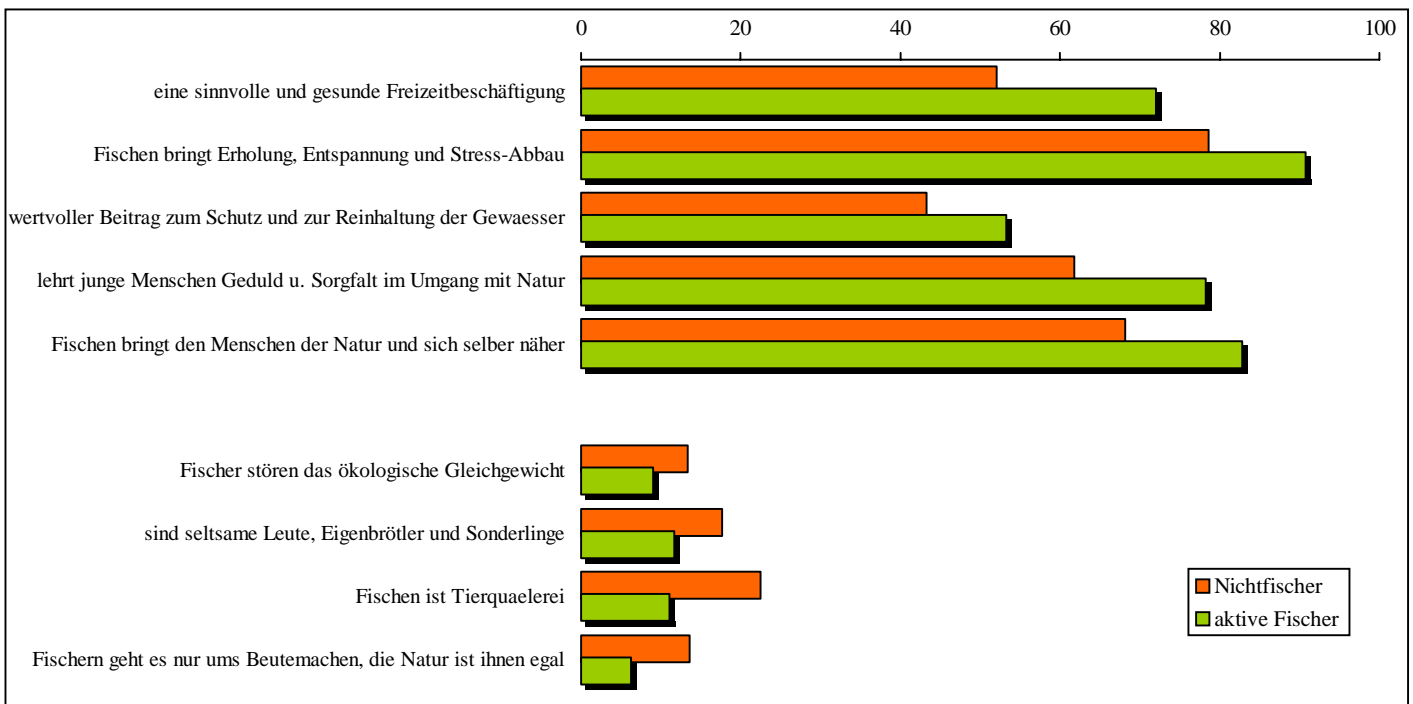 0 20 40 60 80 100
eine sinnvolle und gesunde Freizeitbeschäftigung
Fischen bringt Erholung, Entspannung und Stress-Abbau
wertvoller Beitrag zum Schutz und zur Reinhaltung der Gewaesser
lehrt junge Menschen Geduld u. Sorgfalt im Umgang mit Natur
Fischen bringt den Menschen der Natur und sich selber näher
Fischer stören das ökologische Gleichgewicht
sind seltsame Leute, Eigenbrötler und Sonderlinge
Fischen ist Tierquaelerei
Fischern geht es nur ums Beutemachen, die Natur ist ihnen egal
Nichtfischer
aktive Fischer